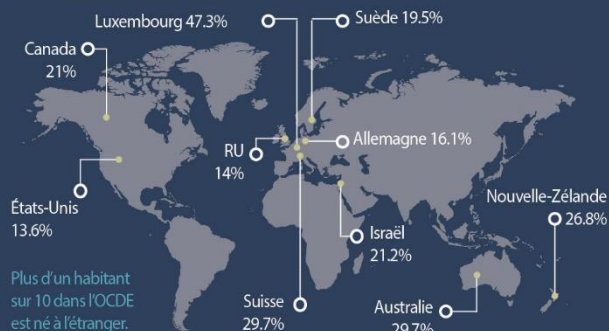 Luxembourg 47.3%
Suède 19.5%
Canada
21%
RU
14%
Allemagne 16.1%
États-Unis
13.6%
Nouvelle-Zélande
26.8%
Israël
21.2%
Plus d'un habitant
sur 10 dans l'OCDE
est né à l'étranger.
Suisse
29.7%
Australie
29.7%